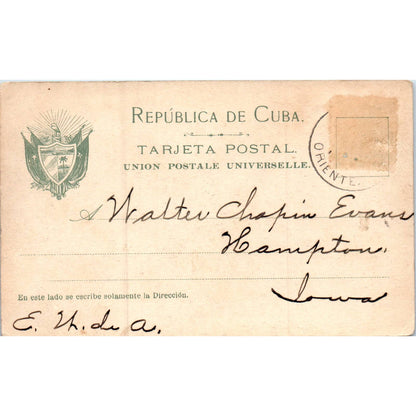 REPÚBLICA DE CUBA.
TARJETA POSTAL.
UNION POSTALE UNIVERSELLE.
ORIENTE.
A Walter Chapin Evans
Hampton,
Iowa
En este lado se escribe solamente la Dirección.
E. U. de A.